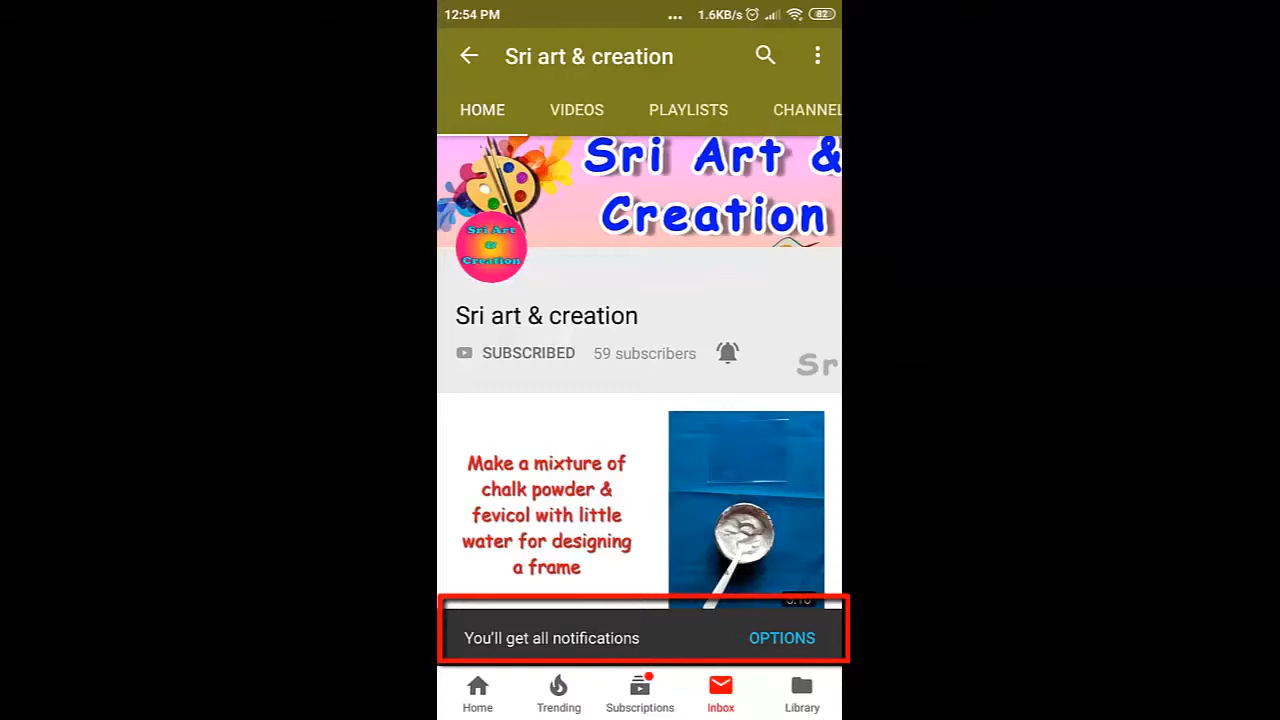 12:54 PM
... 1.6KB/s 82
Sri art & creation
HOME VIDEOS PLAYLISTS CHANNEL
Sri Art &
Creation
Sri Art
&
Creation
Sri art & creation
SUBSCRIBED 59 subscribers
Sr
Make a mixture of
chalk powder &
fevicol with little
water for designing
a frame
You'll get all notifications OPTIONS
Home Trending Subscriptions Inbox Library